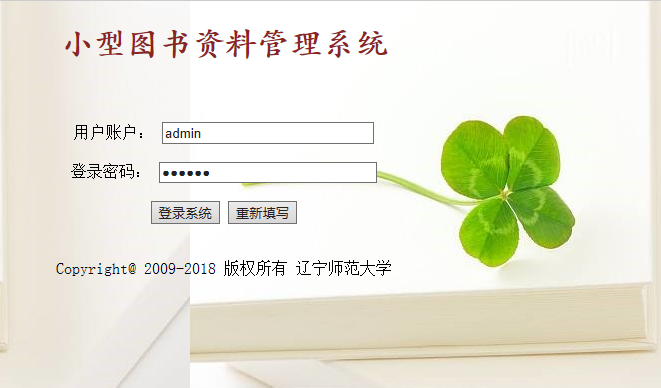 小型图书资料管理系统
用户账户： admin
登录密码： ••••••
登录系统 重新填写
Copyright@ 2009-2018 版权所有 辽宁师范大学